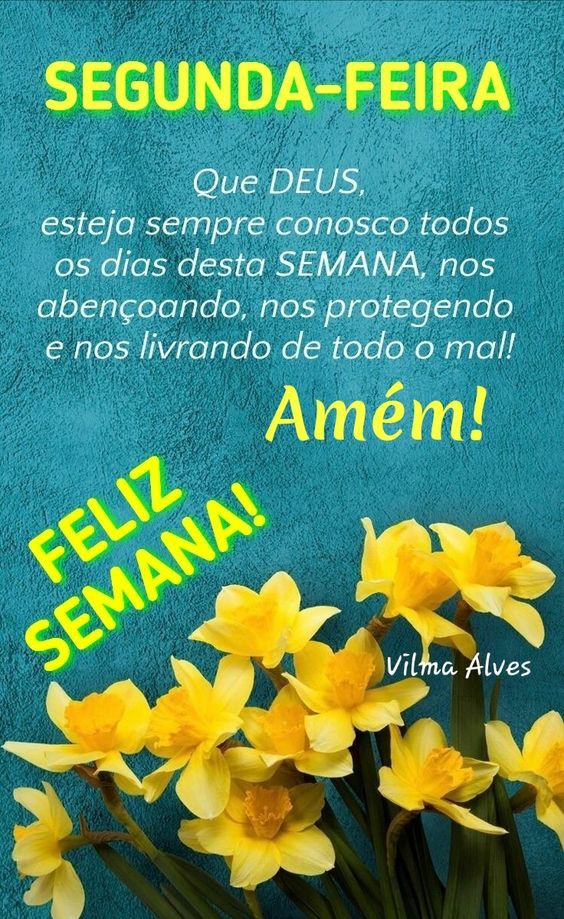 SEGUNDA-FEIRA
Que DEUS,
esteja sempre conosco todos
os dias desta SEMANA, nos
abençoando, nos protegendo
e nos livrando de todo o mal!
Amém!
FELIZ
SEMANA!
Vilma Alves